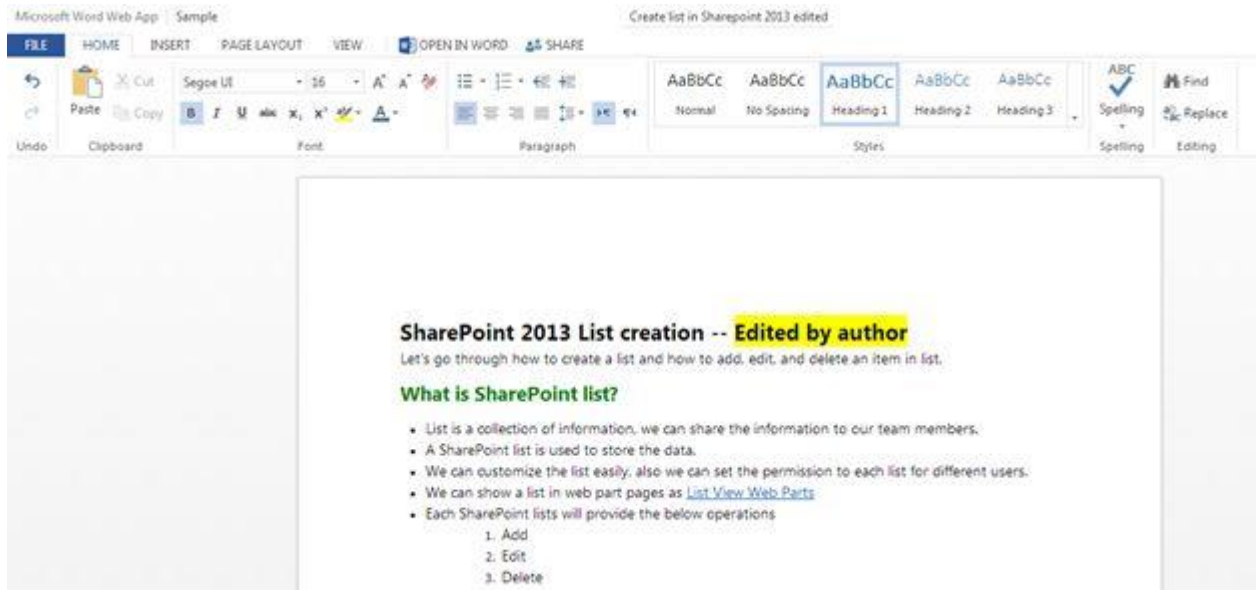 Microsoft Word Web App Sample Create list in Sharepoint 2013 edited
FILE HOME INSERT PAGE LAYOUT VIEW OPEN IN WORD SHARE
Cut Segoe UI 16 AaBbCc AaBbCc AaBbCc AaBbCc AaBbCc ABC Find
Paste Copy B I U abc x₂ x² ab A Normal No Spacing Heading 1 Heading 2 Heading 3 Spelling Replace
Undo Clipboard Font Paragraph Styles Spelling Editing
SharePoint 2013 List creation -- Edited by author
Let's go through how to create a list and how to add, edit, and delete an item in list.
What is SharePoint list?
• List is a collection of information, we can share the information to our team members.
• A SharePoint list is used to store the data.
• We can customize the list easily, also we can set the permission to each list for different users.
• We can show a list in web part pages as List View Web Parts
• Each SharePoint lists will provide the below operations
1. Add
2. Edit
3. Delete